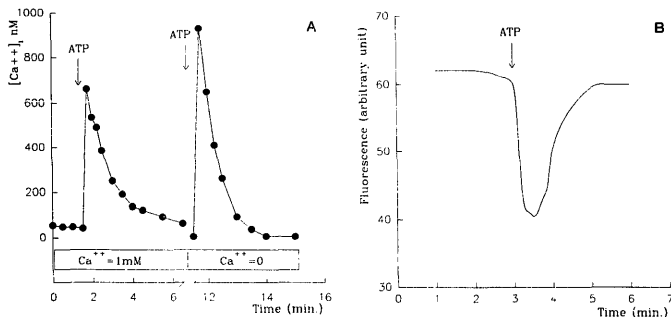 A
[Ca++], nM
1000
800
600
400
200
0
ATP
ATP
Ca++ =1mM
Ca++ =0
0 2 4 6 12 14 16
Time (min.)
B
Fluorescence (arbitrary unit)
70
60
50
40
30
ATP
0 1 2 3 4 5 6 7
Time (min.)